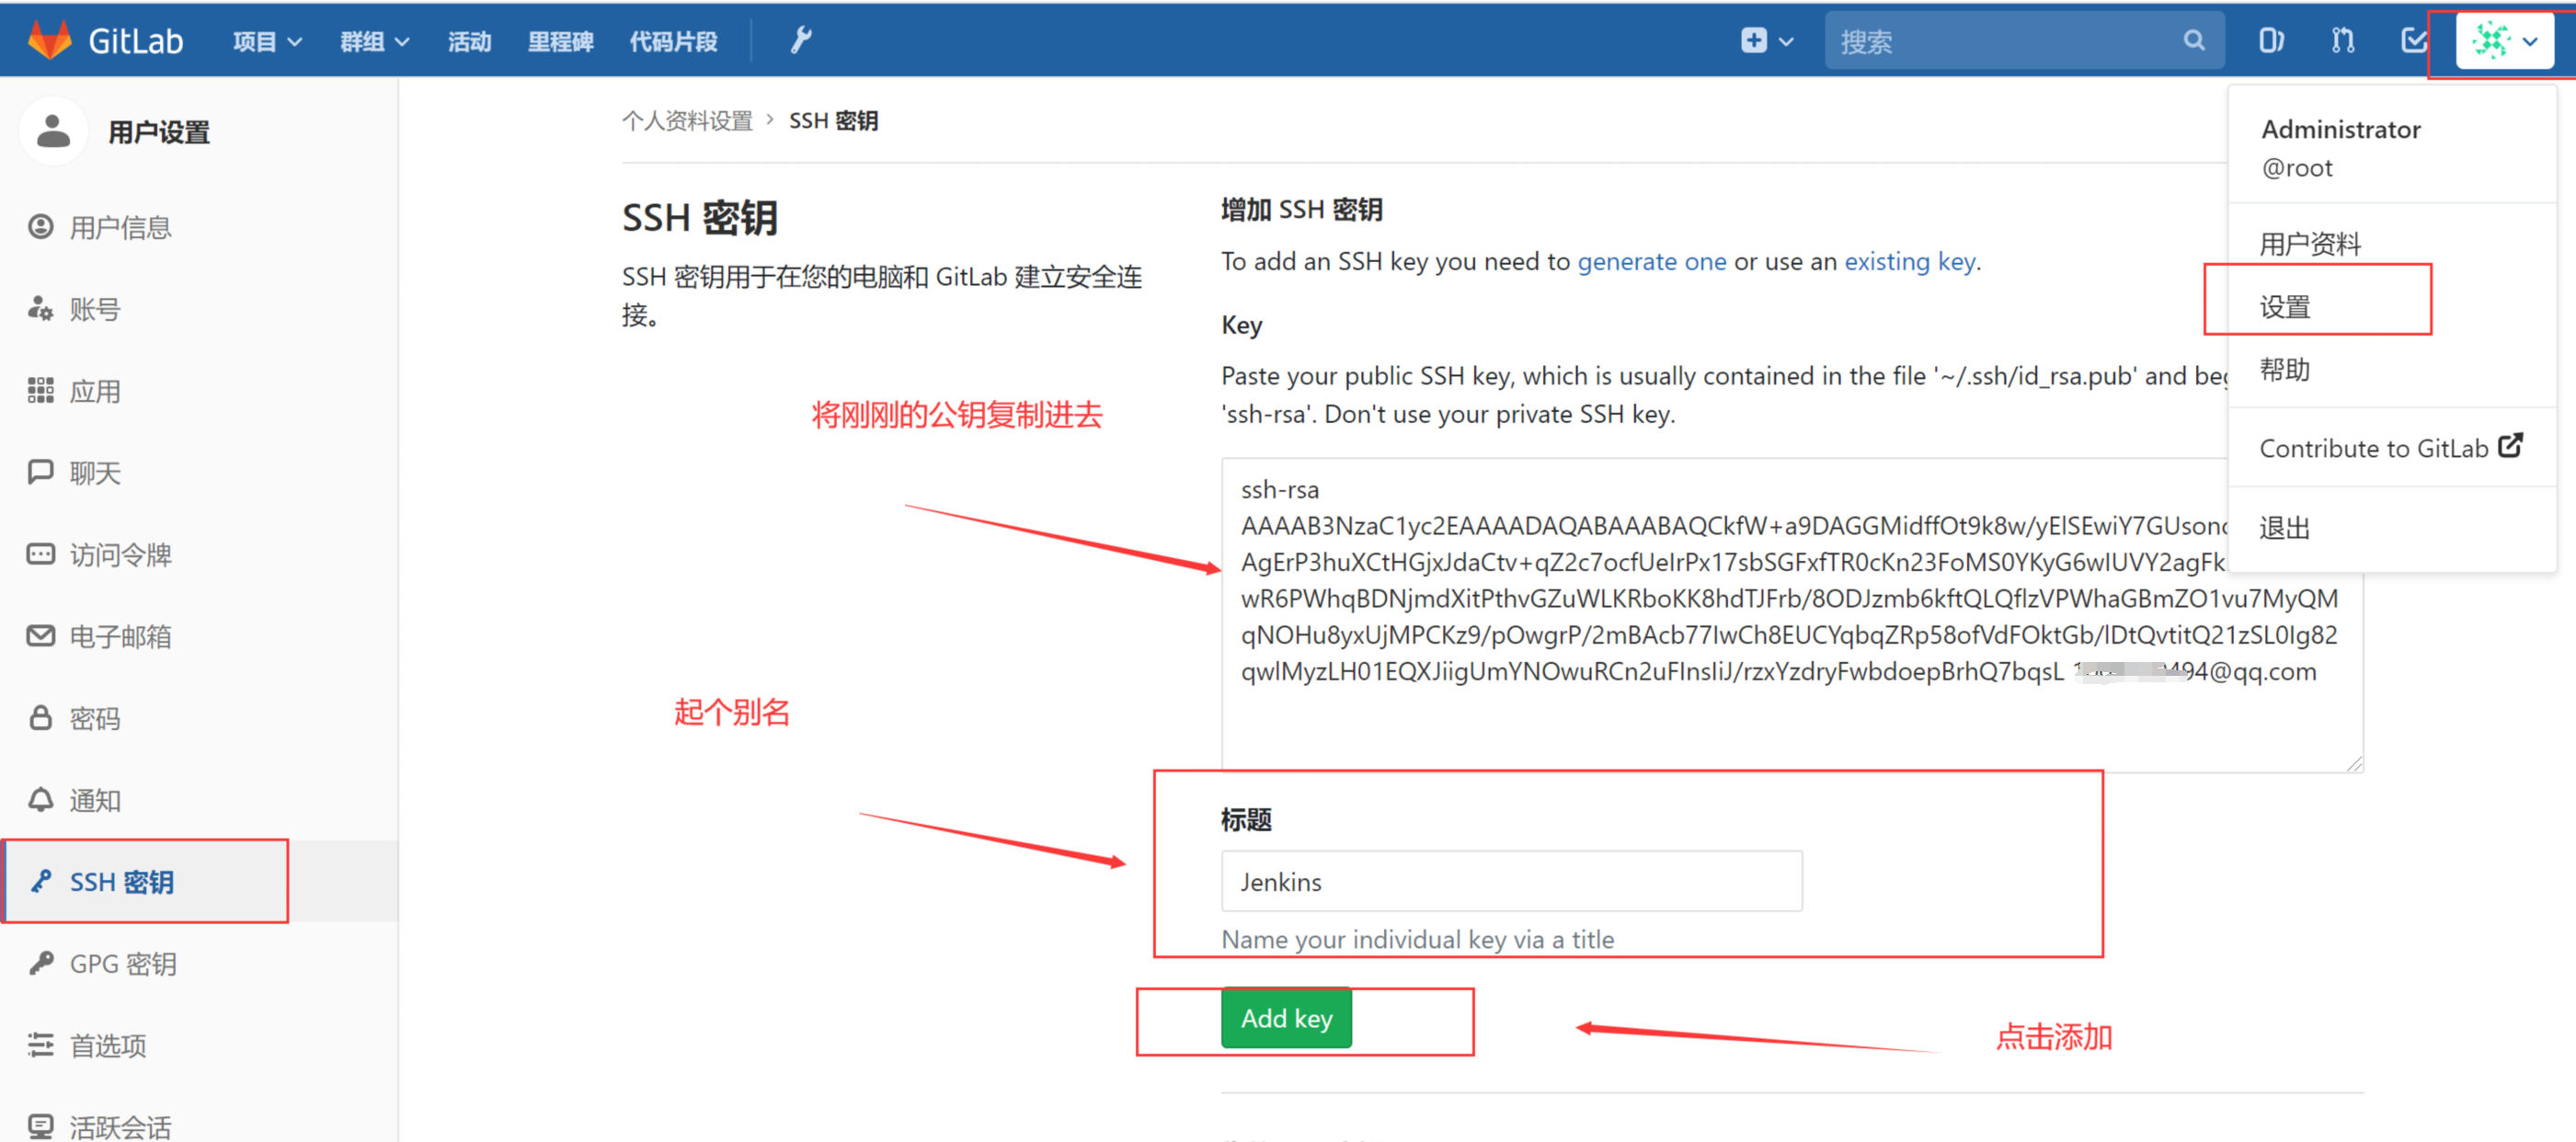 GitLab 项目 群组 活动 里程碑 代码片段 搜索
用户设置
用户信息
账号
应用
聊天
访问令牌
电子邮箱
密码
通知
SSH 密钥
GPG 密钥
首选项
活跃会话
个人资料设置 > SSH 密钥
SSH 密钥
SSH 密钥用于在您的电脑和 GitLab 建立安全连
接。
将刚刚的公钥复制进去
起个别名
增加 SSH 密钥
To add an SSH key you need to generate one or use an existing key.
Key
Paste your public SSH key, which is usually contained in the file '~/.ssh/id_rsa.pub' and beg
'ssh-rsa'. Don't use your private SSH key.
ssh-rsa
AAAAB3NzaC1yc2EAAAADAQABAAABAQCkfW+a9DAGGMidffOt9k8w/yElSEwiY7GUsonc
AgErP3huXCtHGjxJdaCtv+qZ2c7ocfUeIrPx17sbSGFxfTR0cKn23FoMS0YKyG6wIUVY2agFk
wR6PWhqBDNjmdXitPthvGZuWLKRboKK8hdTJFrb/8ODJzmb6kftQLQflzVPWhaGBmZO1vu7MyQM
qNOHu8yxUjMPCKz9/pOwgrP/2mBAcb77IwCh8EUCYqbqZRp58ofVdFOktGb/lDtQvtitQ21zSL0Ig82
qwlMyzLH01EQXJiigUmYNOwuRCn2uFInsIiJ/rzxYzdryFwbdoepBrhQ7bqsL 94@qq.com
标题
Jenkins
Name your individual key via a title
Add key
点击添加
Administrator
@root
用户资料
设置
帮助
Contribute to GitLab
退出